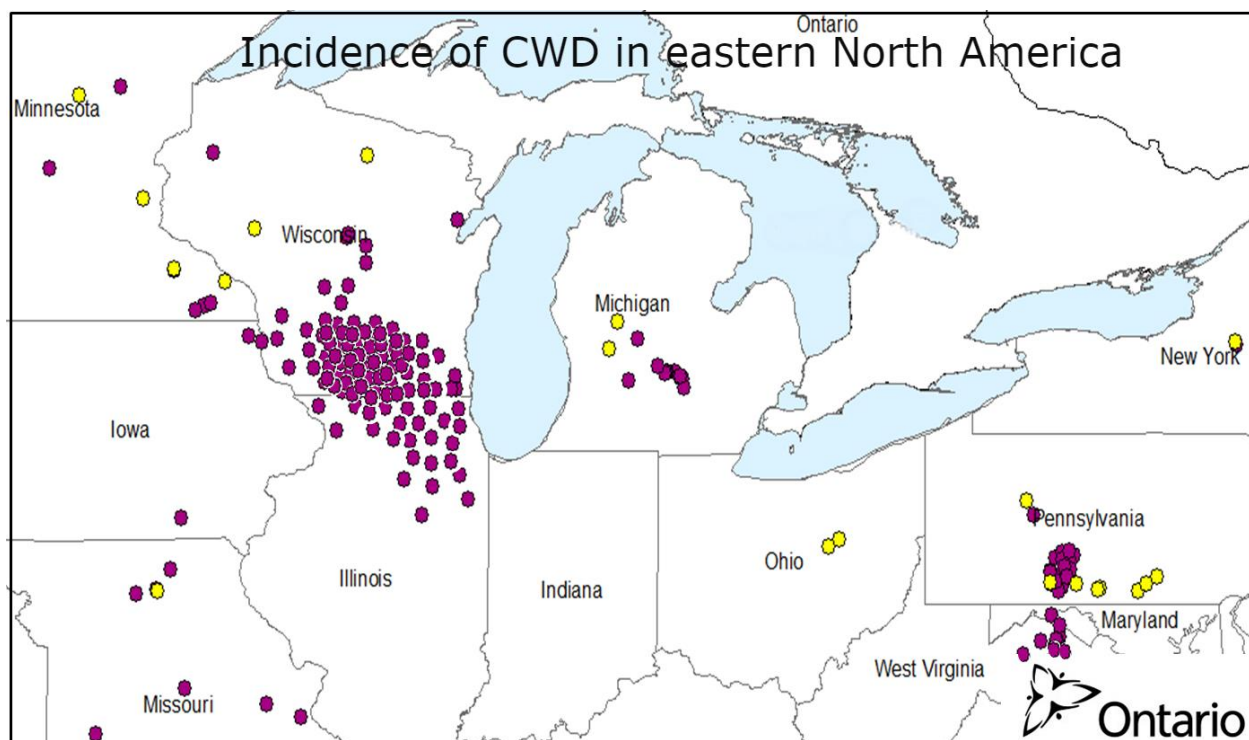 Ontario
Incidence of CWD in eastern North America
Minnesota
Wisconsin
Michigan
New York
Iowa
Pennsylvania
Ohio
Illinois
Indiana
Maryland
West Virginia
Missouri
Ontario